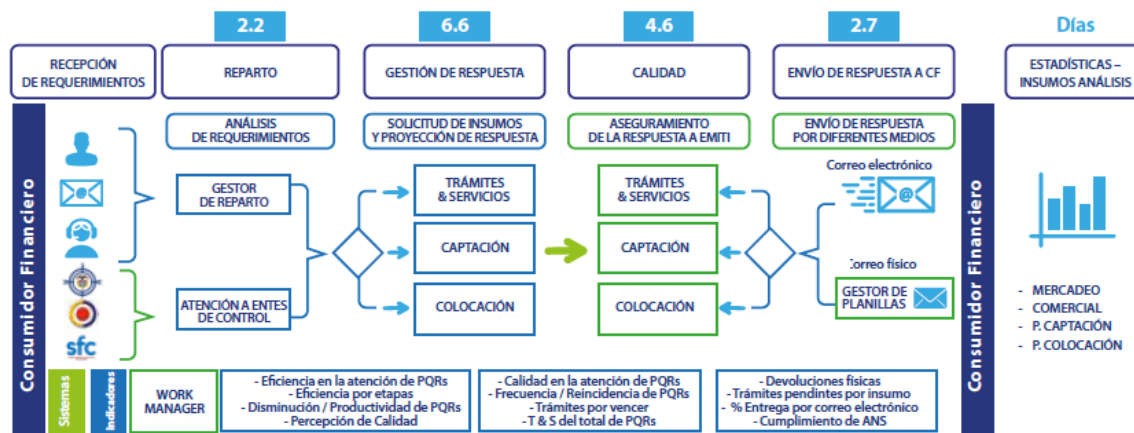 2.2
6.6
4.6
2.7
Días
RECEPCIÓN
DE REQUERIMIENTOS
REPARTO
GESTIÓN DE RESPUESTA
CALIDAD
ENVÍO DE RESPUESTA A CF
ESTADÍSTICAS –
INSUMOS ANÁLISIS
Consumidor Financiero
ANÁLISIS
DE REQUERIMIENTOS
SOLICITUD DE INSUMOS
Y PROYECCIÓN DE RESPUESTA
ASEGURAMIENTO
DE LA RESPUESTA A EMITI
ENVÍO DE RESPUESTA
POR DIFERENTES MEDIOS
GESTOR
DE REPARTO
ATENCIÓN A ENTES
DE CONTROL
sfc
TRÁMITES
& SERVICIOS
CAPTACIÓN
COLOCACIÓN
TRÁMITES
& SERVICIOS
CAPTACIÓN
COLOCACIÓN
Correo electrónico
Correo físico
GESTOR DE
PLANILLAS
Consumidor Financiero
- MERCADEO
- COMERCIAL
- P. CAPTACIÓN
- P. COLOCACIÓN
Sistemas
Indicadores
WORK
MANAGER
- Eficiencia en la atención de PQRs
- Eficiencia por etapas
- Disminución / Productividad de PQRs
- Percepción de Calidad
- Calidad en la atención de PQRs
- Frecuencia / Reincidencia de PQRs
- Trámites por vencer
- T & S del total de PQRs
- Devoluciones físicas
- Trámites pendintes por insumo
- % Entrega por correo electrónico
- Cumplimiento de ANS